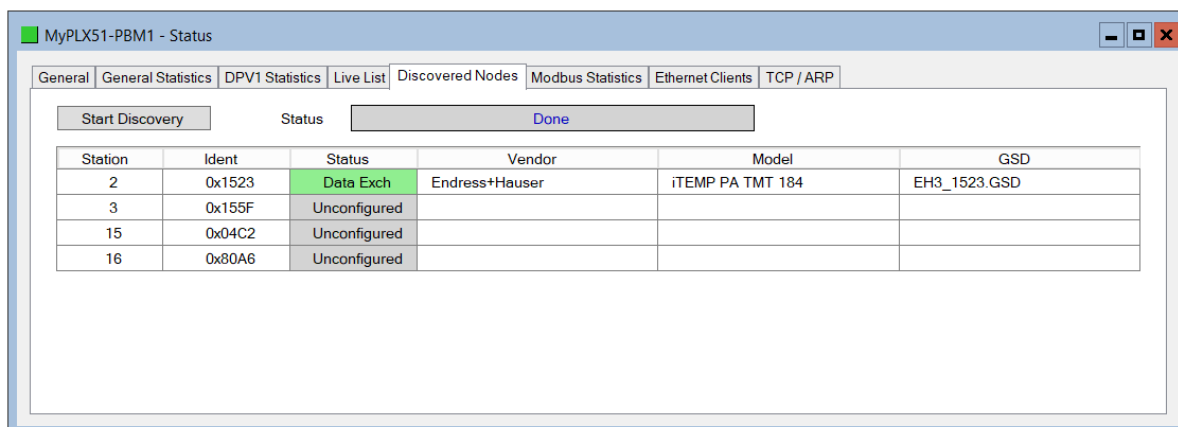 MyPLX51-PBM1 - Status
General General Statistics DPV1 Statistics Live List Discovered Nodes Modbus Statistics Ethernet Clients TCP / ARP
Start Discovery Status Done
Station Ident Status Vendor Model GSD
2 0x1523 Data Exch Endress+Hauser iTEMP PA TMT 184 EH3_1523.GSD
3 0x155F Unconfigured
15 0x04C2 Unconfigured
16 0x80A6 Unconfigured